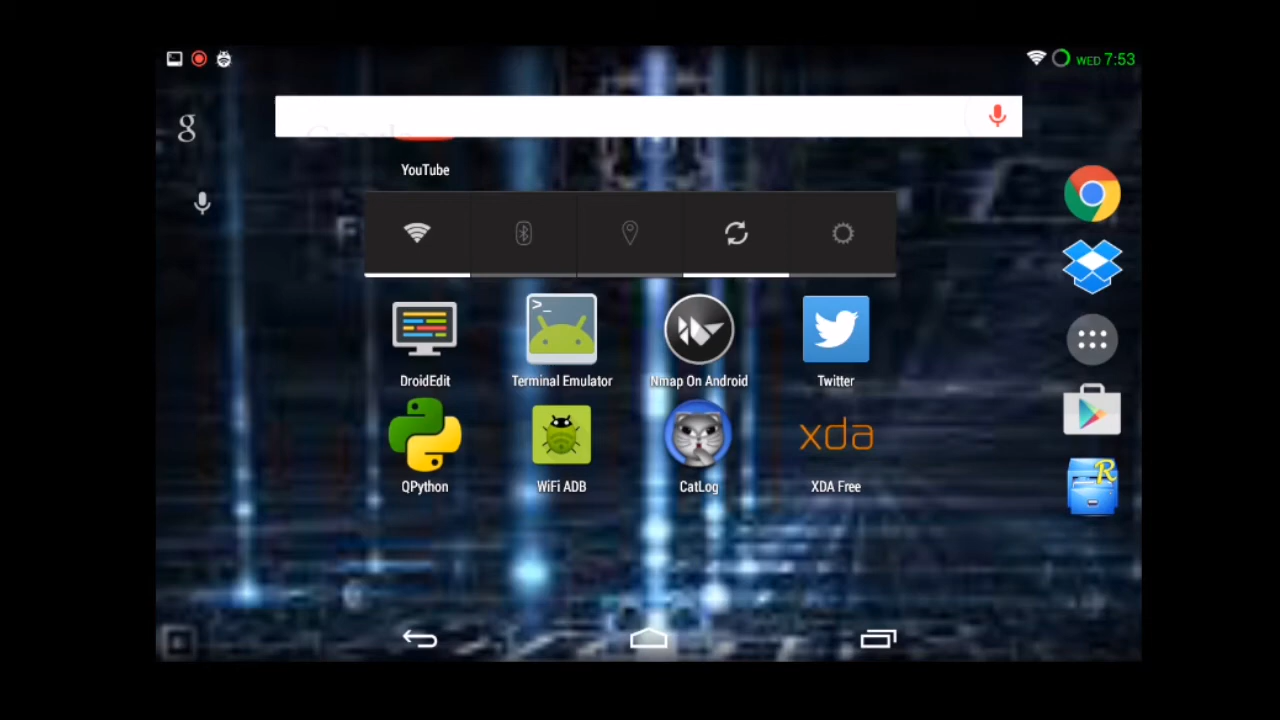 WED 7:53
g
YouTube
DroidEdit
Terminal Emulator
Nmap On Android
Twitter
xda
QPython
WiFi ADB
CatLog
XDA Free
R